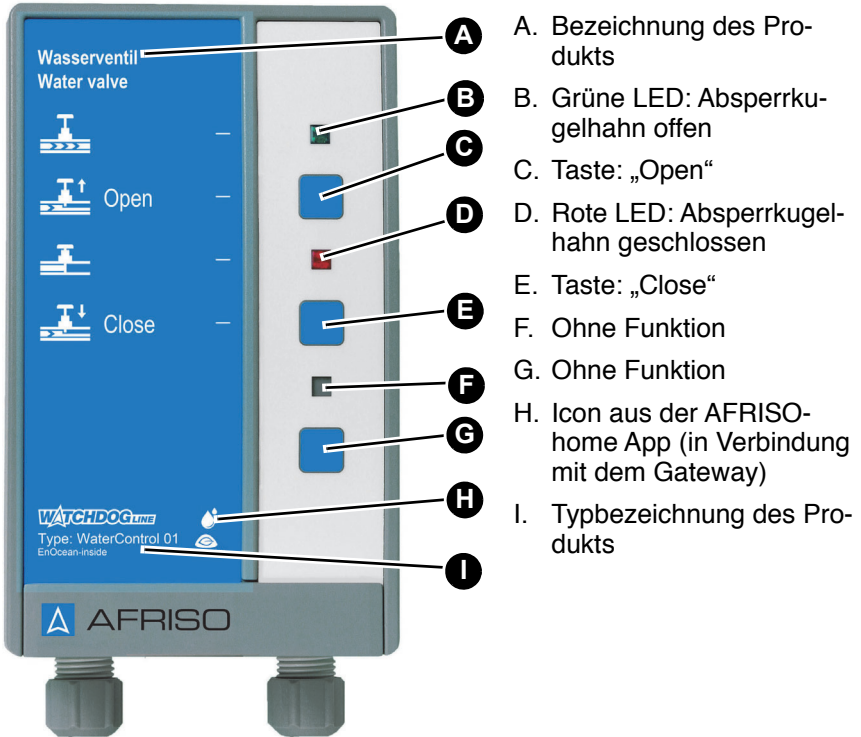 Wasserventil
Water valve
Open
Close
WATCHDOG LINE
Type: WaterControl 01
EnOcean-inside
AFRISO
A
B
C
D
E
F
G
H
I
A. Bezeichnung des Pro-
dukts
B. Grüne LED: Absperrku-
gelhahn offen
C. Taste: „Open“
D. Rote LED: Absperrkugel-
hahn geschlossen
E. Taste: „Close“
F. Ohne Funktion
G. Ohne Funktion
H. Icon aus der AFRISO-
home App (in Verbindung
mit dem Gateway)
I. Typbezeichnung des Pro-
dukts